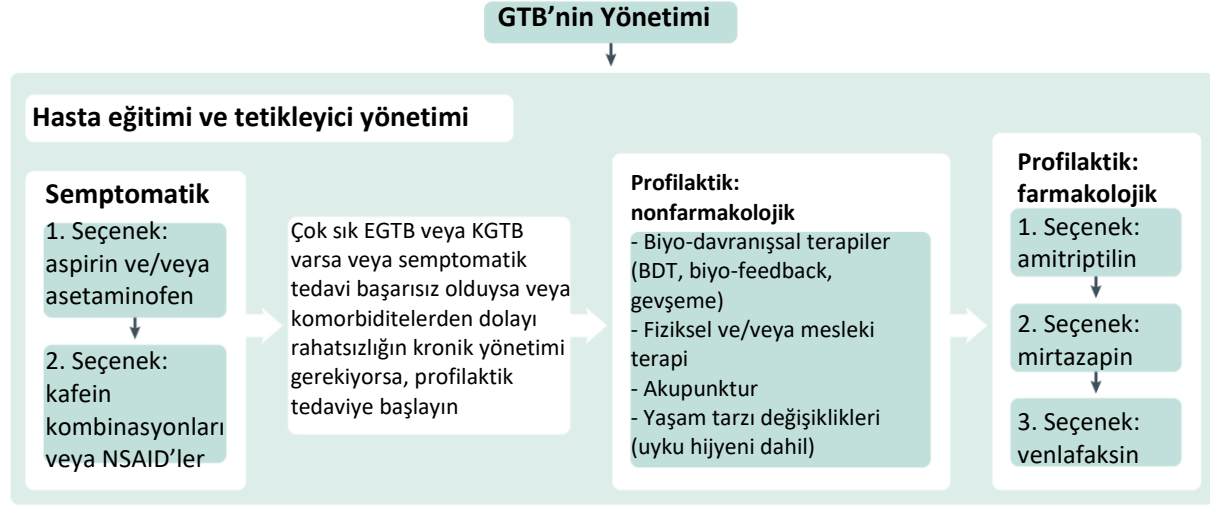 GTB’nin Yönetimi
Hasta eğitimi ve tetikleyici yönetimi
Semptomatik
1. Seçenek:
aspirin ve/veya
asetaminofen
2. Seçenek:
kafein
kombinasyonları
veya NSAID’ler
Çok sık EGTB veya KGTB
varsa veya semptomatik
tedavi başarısız olduysa veya
komorbiditelerden dolayı
rahatsızlığın kronik yönetimi
gerekiyorsa, profilaktik
tedaviye başlayın
Profilaktik:
nonfarmakolojik
- Biyo-davranışsal terapiler
(BDT, biyo-feedback,
gevşeme)
- Fiziksel ve/veya mesleki
terapi
- Akupunktur
- Yaşam tarzı değişiklikleri
(uyku hijyeni dahil)
Profilaktik:
farmakolojik
1. Seçenek:
amitriptilin
2. Seçenek:
mirtazapin
3. Seçenek:
venlafaksin